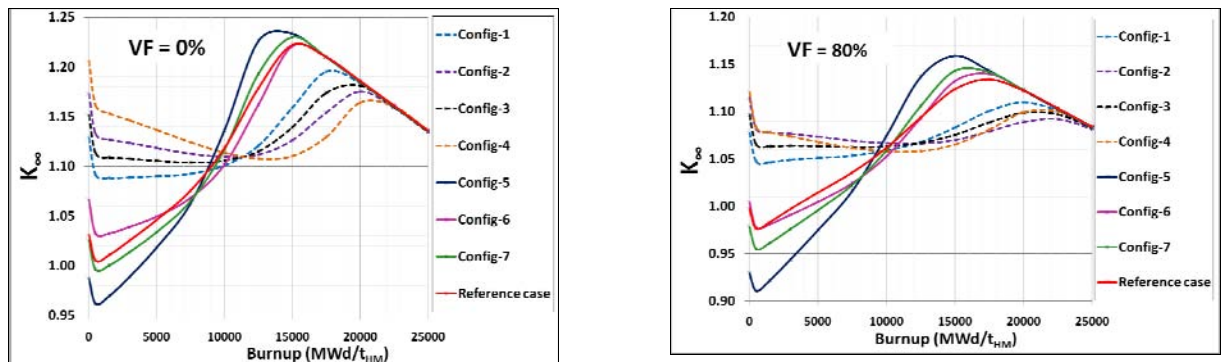 1.25
1.20
1.15
1.10
1.05
1.00
0.95
K∞
VF = 0%
0 5000 10000 15000 20000 25000
Burnup (MWd/tHM)
Config-1
Config-2
Config-3
Config-4
Config-5
Config-6
Config-7
Reference case
1.20
1.15
1.10
1.05
1.00
0.95
0.90
K∞
VF = 80%
0 5000 10000 15000 20000 25000
Burnup (MWd/tHM)
Config-1
Config-2
Config-3
Config-4
Config-5
Config-6
Config-7
Reference case